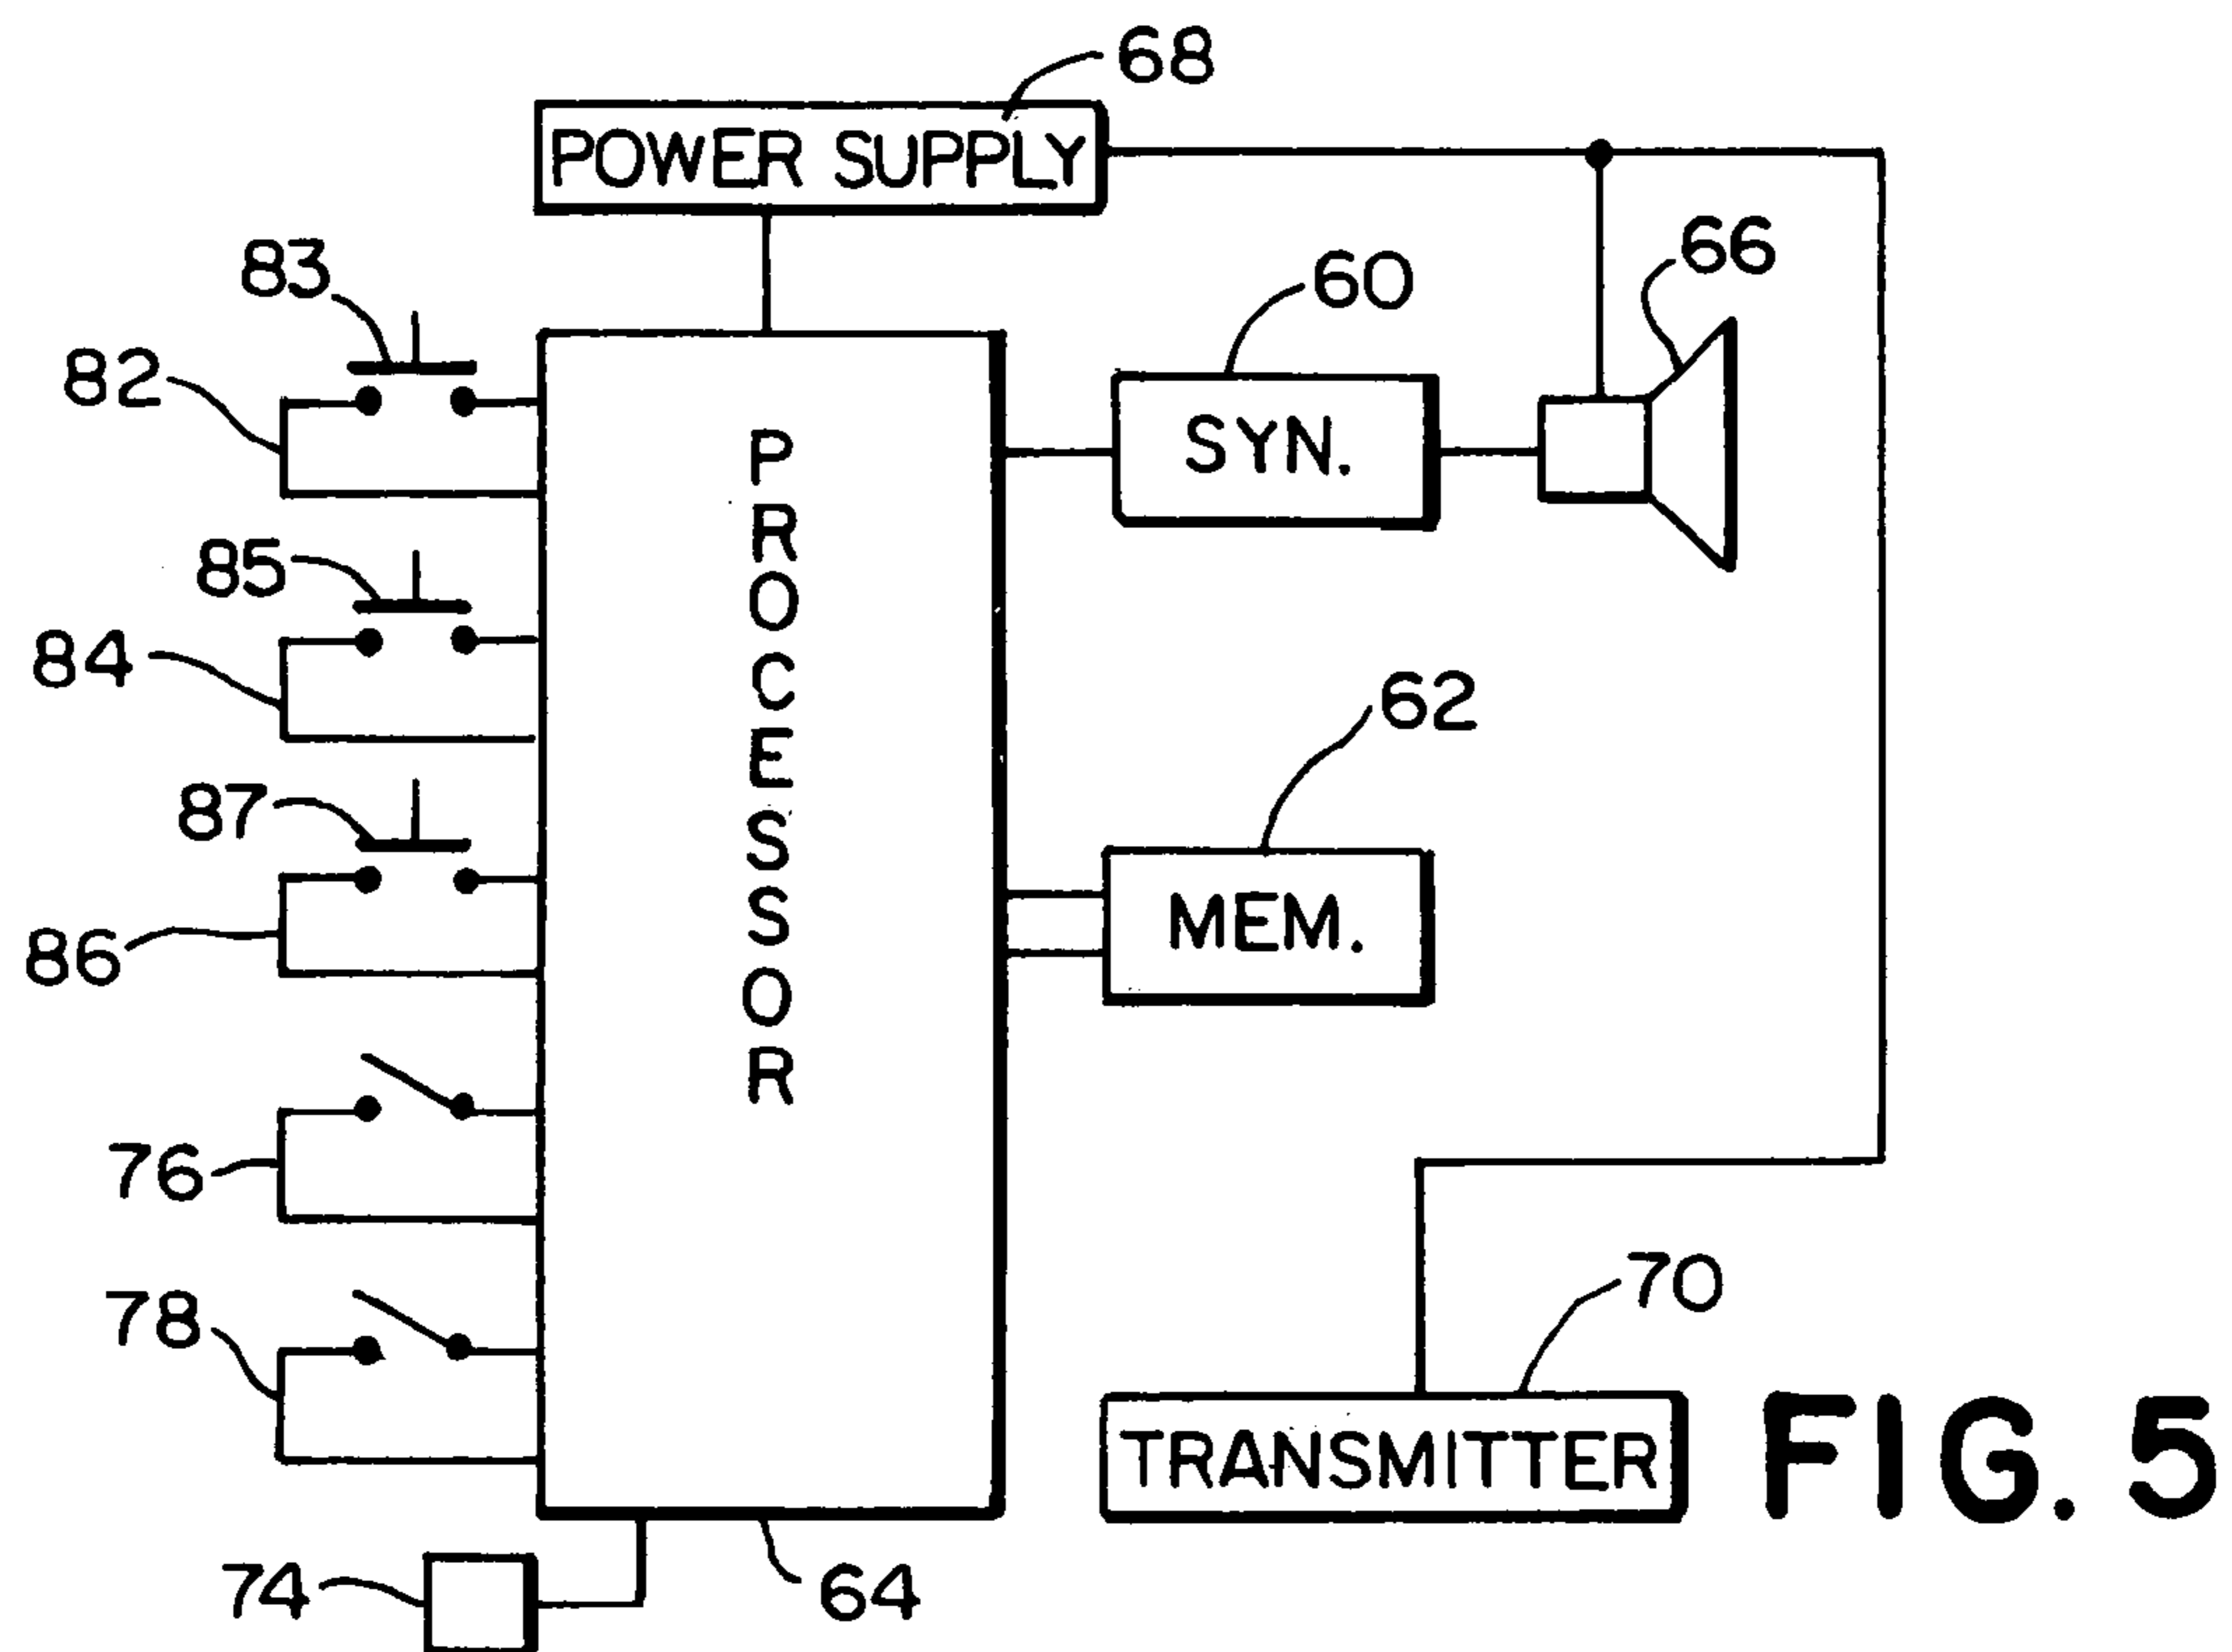 68
POWER SUPPLY
83
66
60
82
SYN.
PROCESSOR
85
84
62
87
MEM.
86
76
70
78
TRANSMITTER
FIG. 5
74
64